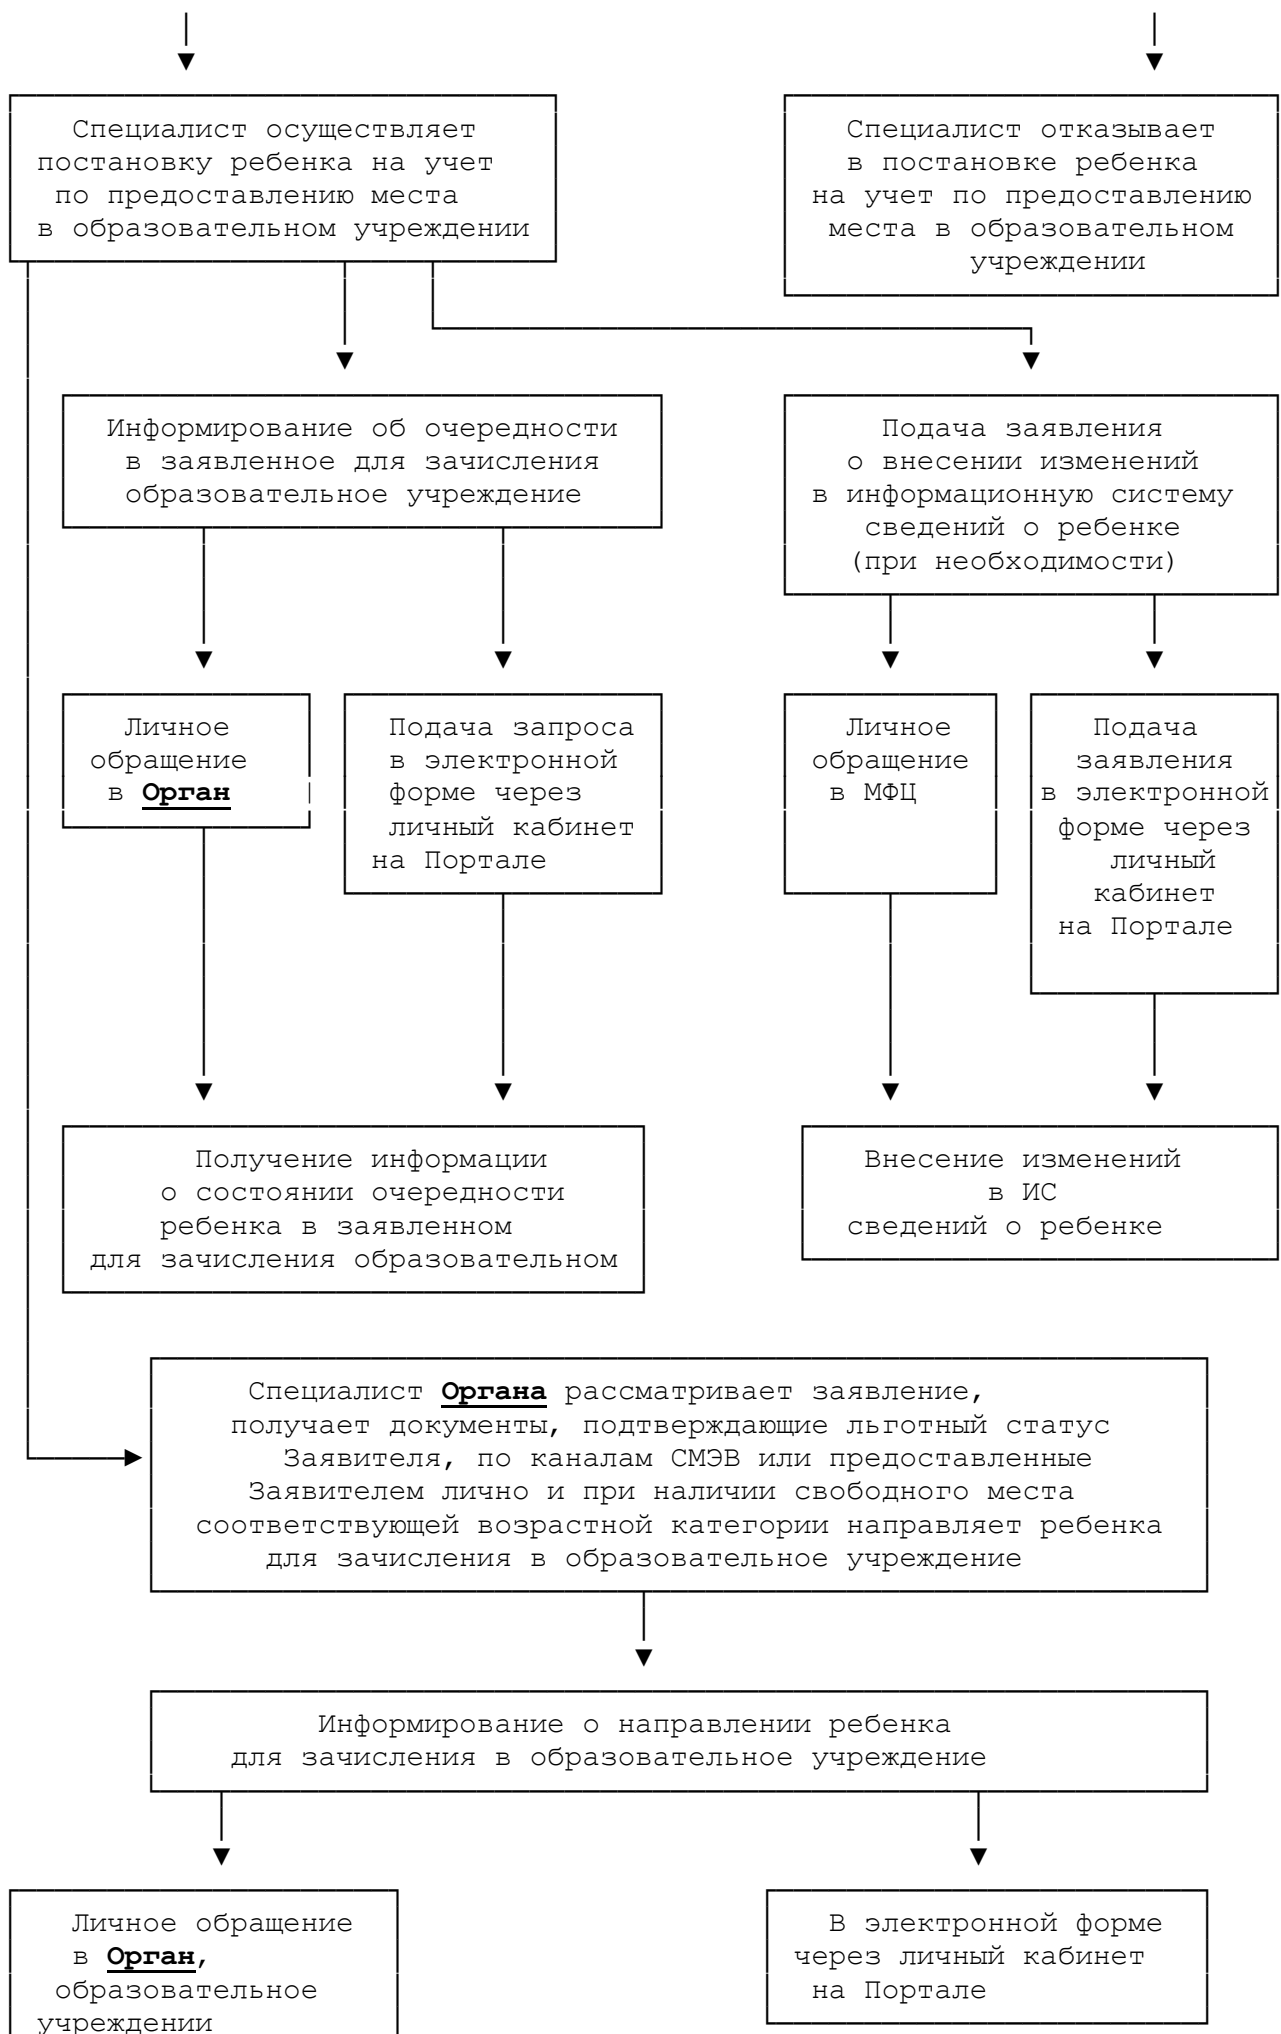 Специалист осуществляет
постановку ребенка на учет
по предоставлению места
в образовательном учреждении
Специалист отказывает
в постановке ребенка
на учет по предоставлению
места в образовательном
учреждении
Информирование об очередности
в заявленное для зачисления
образовательное учреждение
Подача заявления
о внесении изменений
в информационную систему
сведений о ребенке
(при необходимости)
Личное
обращение
в Орган
Подача запроса
в электронной
форме через
личный кабинет
на Портале
Личное
обращение
в МФЦ
Подача
заявления
в электронной
форме через
личный
кабинет
на Портале
Получение информации
о состоянии очередности
ребенка в заявленном
для зачисления образовательном
Внесение изменений
в ИС
сведений о ребенке
Специалист Органа рассматривает заявление,
получает документы, подтверждающие льготный статус
Заявителя, по каналам СМЭВ или предоставленные
Заявителем лично и при наличии свободного места
соответствующей возрастной категории направляет ребенка
для зачисления в образовательное учреждение
Информирование о направлении ребенка
для зачисления в образовательное учреждение
Личное обращение
в Орган,
образовательное
учреждении
В электронной форме
через личный кабинет
на Портале